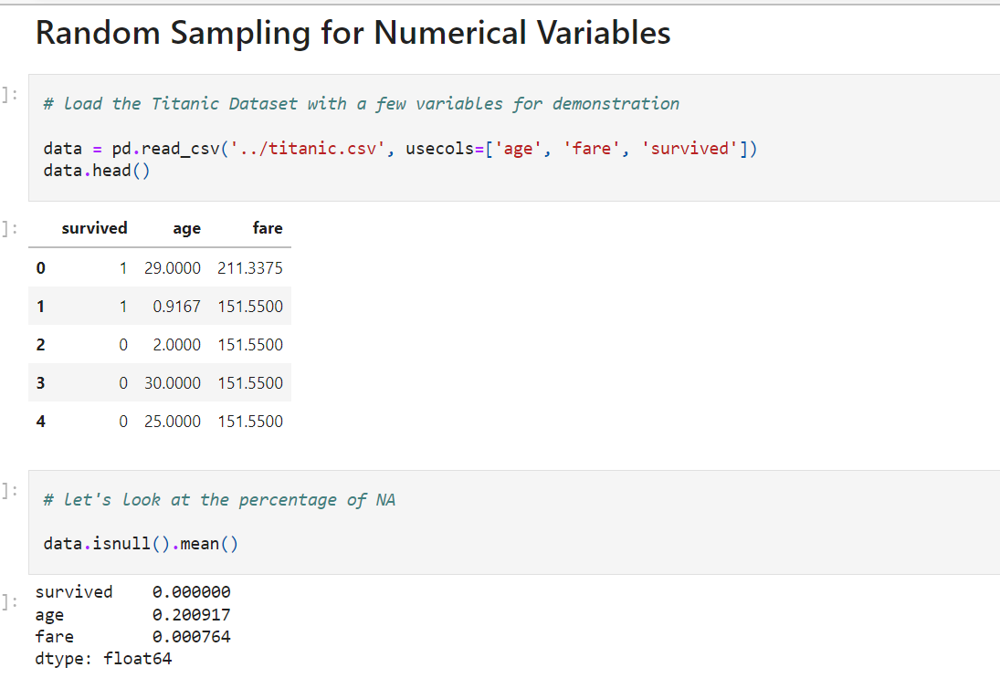 Random Sampling for Numerical Variables
]:
# load the Titanic Dataset with a few variables for demonstration
data = pd.read_csv('../titanic.csv', usecols=['age', 'fare', 'survived'])
data.head()
]:
survived age fare
0 1 29.0000 211.3375
1 1 0.9167 151.5500
2 0 2.0000 151.5500
3 0 30.0000 151.5500
4 0 25.0000 151.5500
]:
# let's look at the percentage of NA
data.isnull().mean()
]:
survived 0.000000
age 0.200917
fare 0.000764
dtype: float64